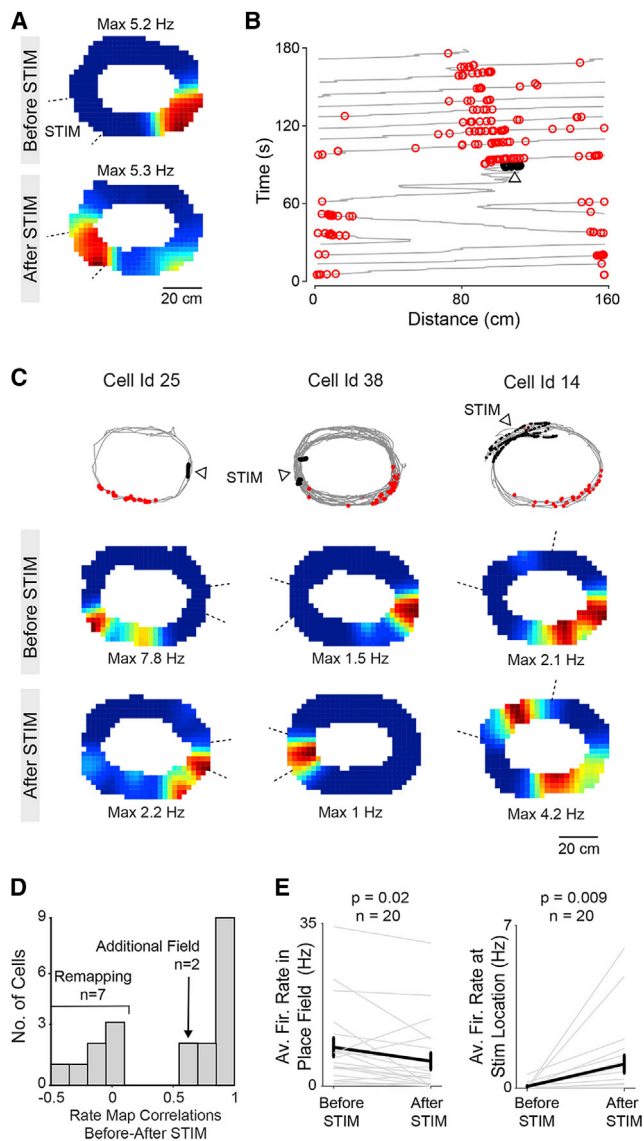 A
Max 5.2 Hz
Before STIM
STIM
Max 5.3 Hz
After STIM
20 cm
B
180
120
60
0
Time (s)
0
80
160
Distance (cm)
C
Cell Id 25
Cell Id 38
Cell Id 14
STIM
STIM
Before STIM
Max 7.8 Hz
Max 1.5 Hz
Max 2.1 Hz
After STIM
Max 2.2 Hz
Max 1 Hz
Max 4.2 Hz
20 cm
D
No. of Cells
9
6
3
0
Additional Field
n=2
Remapping
n=7
-0.5
0
0.5
1
Rate Map Correlations
Before-After STIM
E
p = 0.02
n = 20
35
0
Av. Fir. Rate in
Place Field (Hz)
Before
STIM
After
STIM
p = 0.009
n = 20
7
0
Av. Fir. Rate at
Stim Location (Hz)
Before
STIM
After
STIM